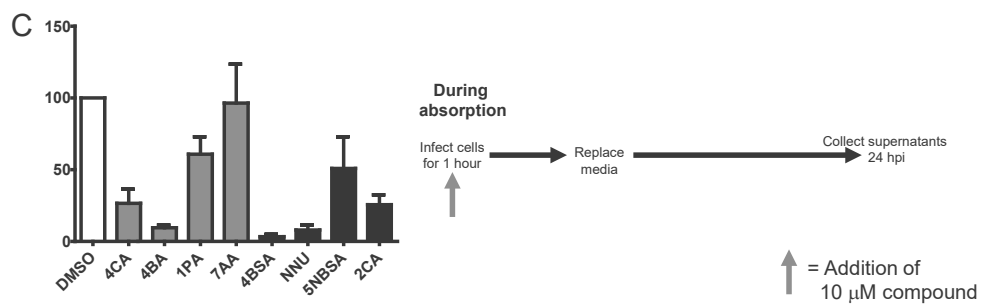 C
150
100
50
0
DMSO
4CA
4BA
1PA
7AA
4BSA
NNU
5NBSA
2CA
During
absorption
Infect cells
for 1 hour
Replace
media
Collect supernatants
24 hpi
= Addition of
10 μM compound